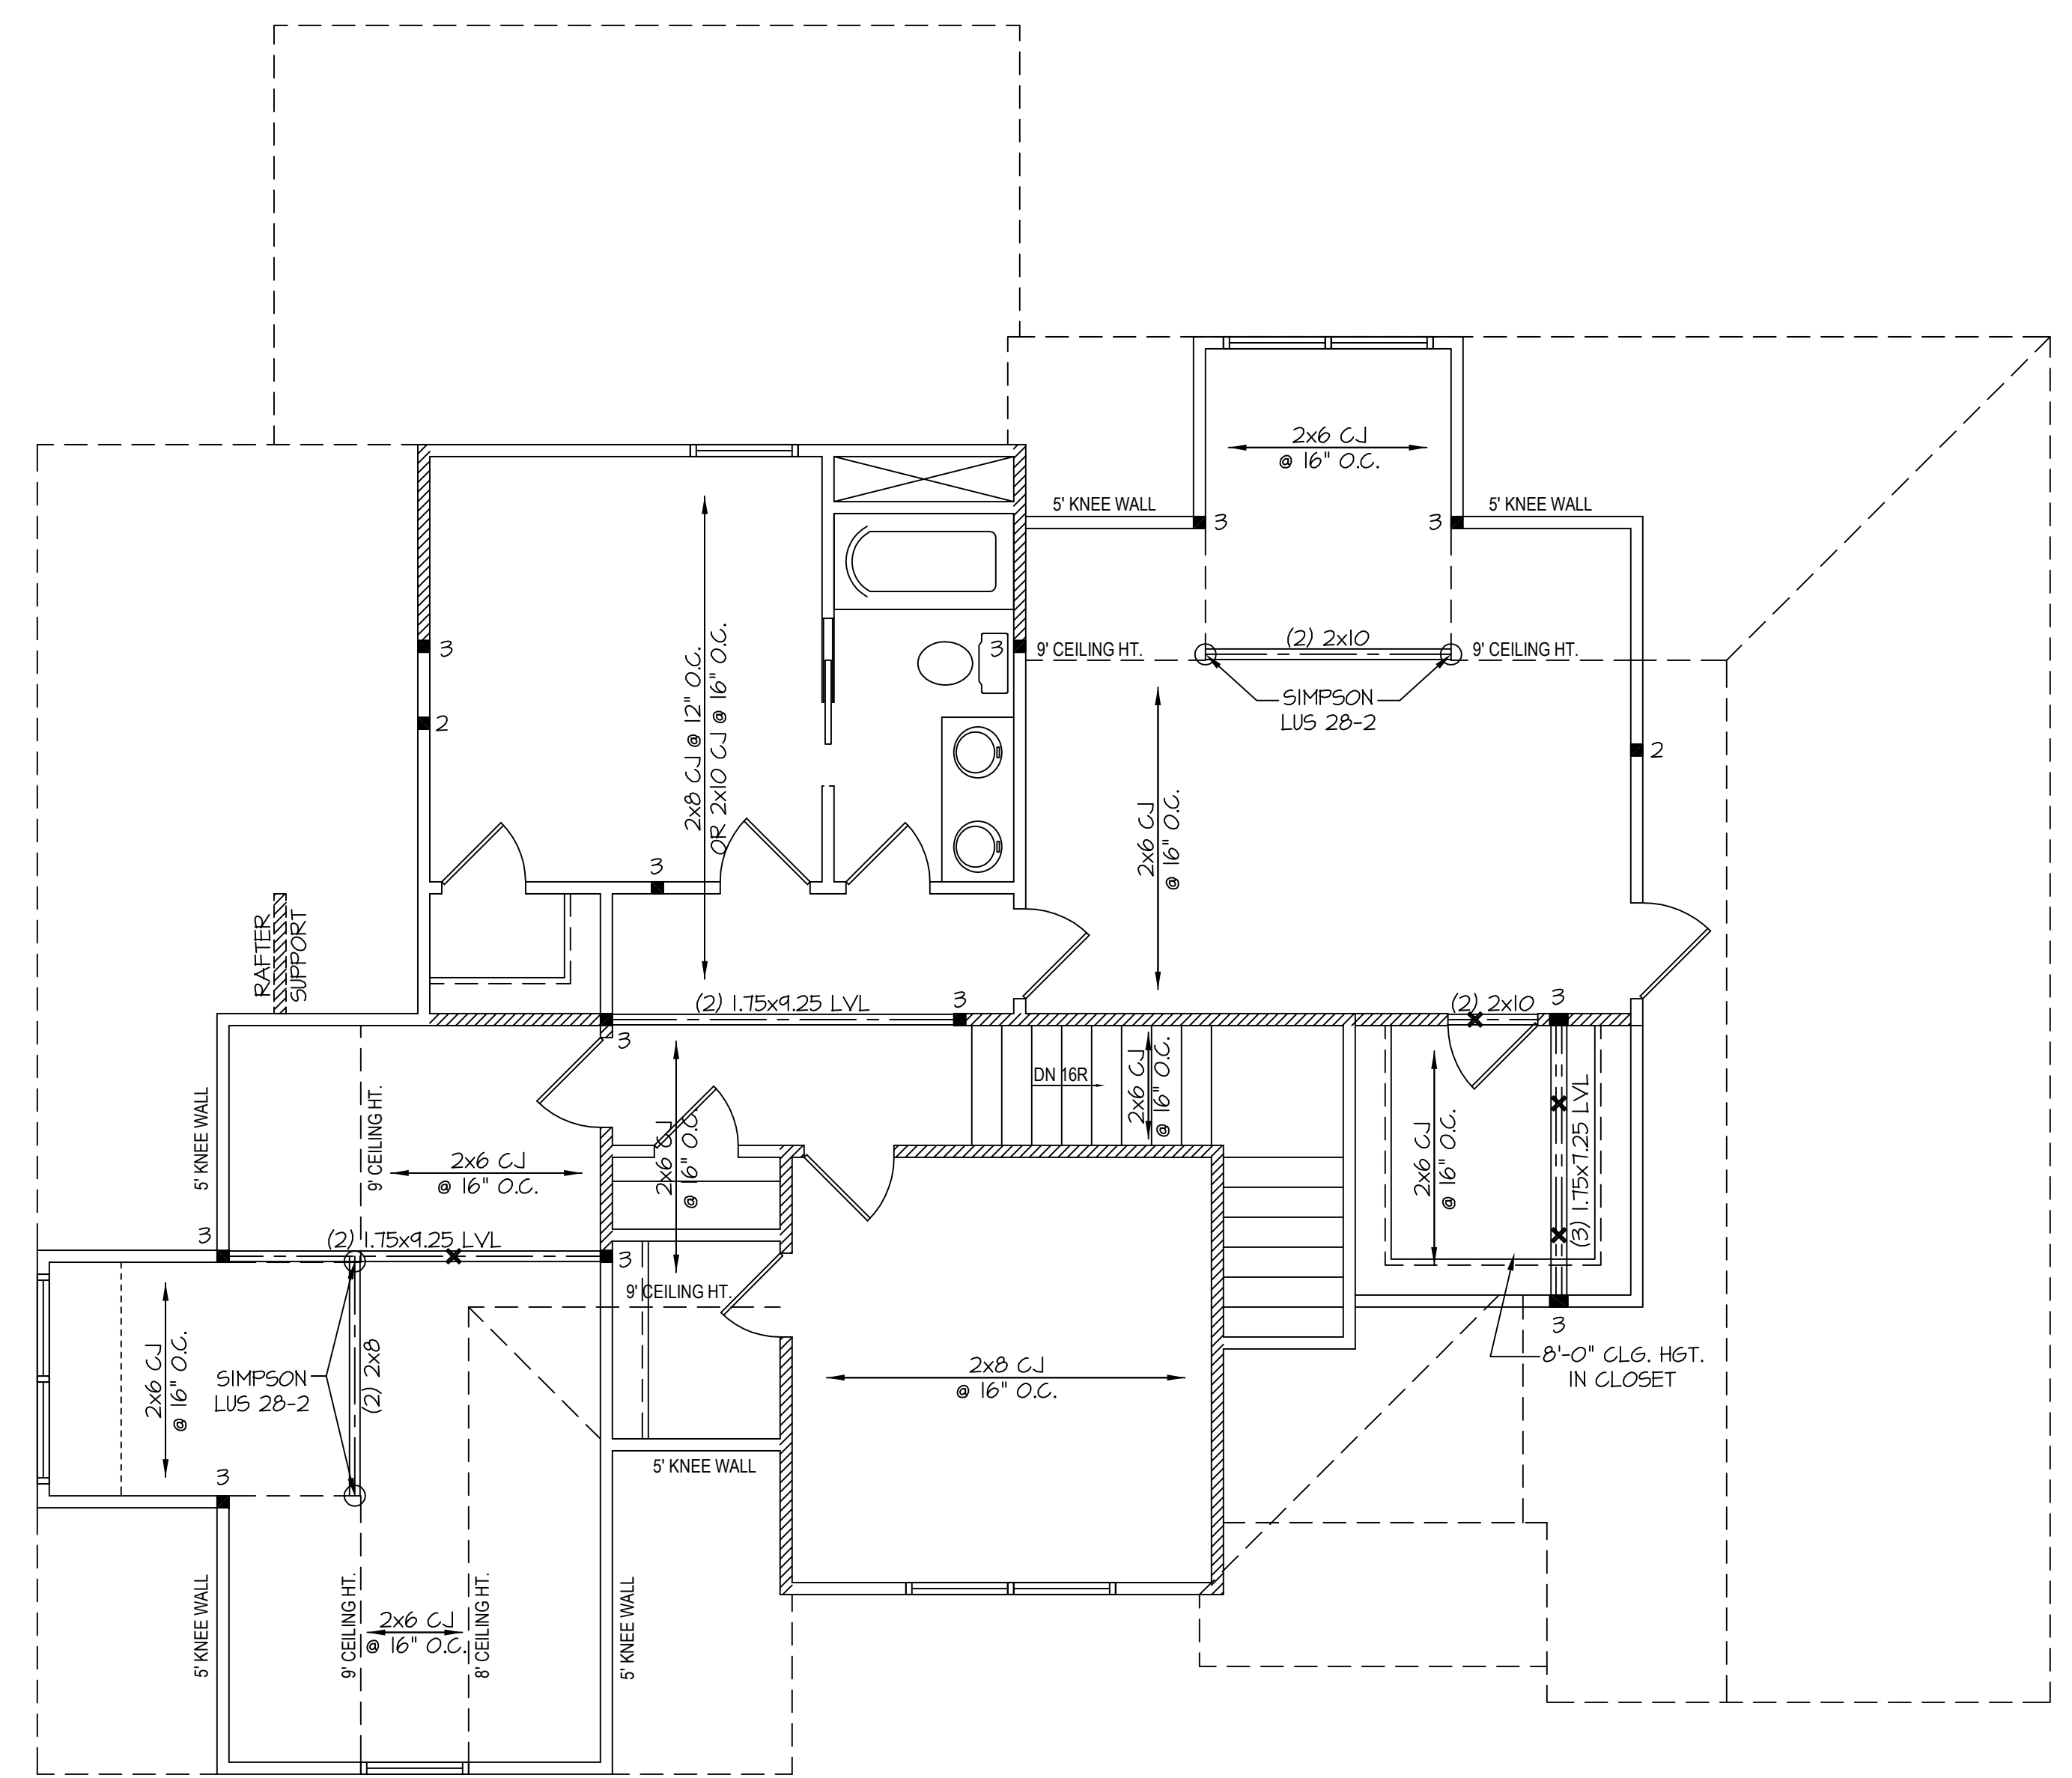 2x6 CJ
@ 16" O.C.
5' KNEE WALL
3
3
5' KNEE WALL
(2) 2x10
9' CEILING HT.
9' CEILING HT.
3
3
SIMPSON
LUS 28-2
2
2
2x8 CJ @ 12" O.C.
OR 2x10 CJ @ 16" O.C.
2x6 CJ
@ 16" O.C.
3
RAFTER
SUPPORT
(2) 1.75x9.25 LVL
3
(2) 2x10
3
3
DN 16R
2x6 CJ
@ 16" O.C.
5' KNEE WALL
9' CEILING HT.
2x6 CJ
@ 16" O.C.
2x6 CJ
@ 16" O.C.
2x6 CJ
@ 16" O.C.
(3) 1.75x7.25 LVL
3
(2) 1.75x9.25 LVL
3
9' CEILING HT.
3
8'-0" CLG. HGT.
IN CLOSET
2x6 CJ
@ 16" O.C.
SIMPSON
LUS 28-2
(2) 2x8
2x8 CJ
@ 16" O.C.
3
5' KNEE WALL
5' KNEE WALL
9' CEILING HT.
2x6 CJ
@ 16" O.C.
8' CEILING HT.
5' KNEE WALL